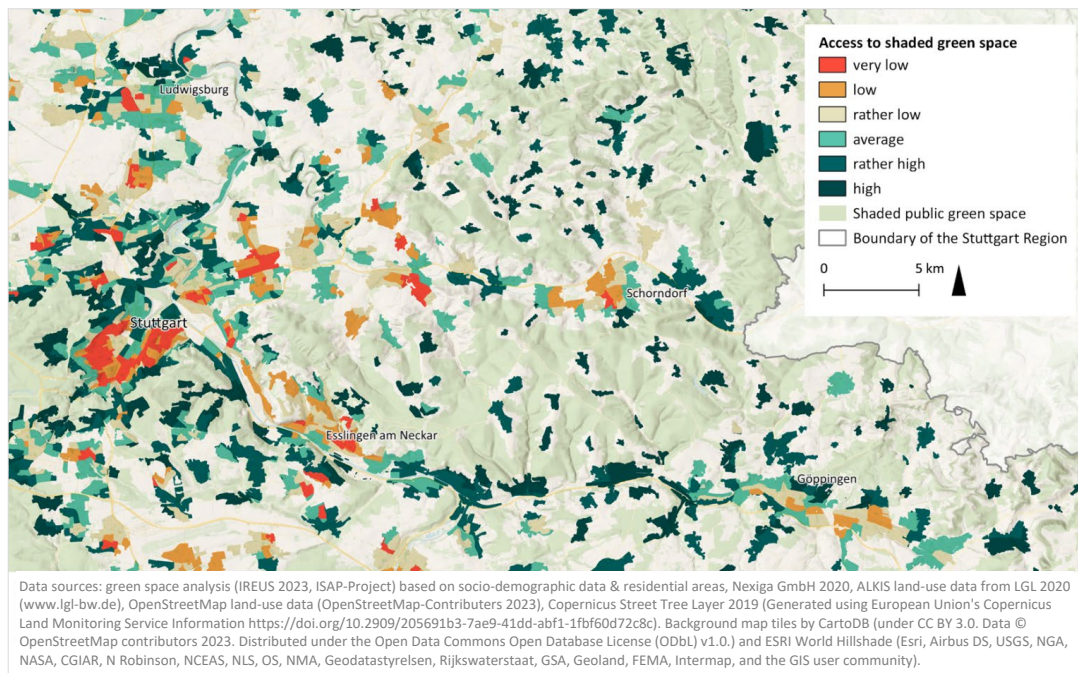 Access to shaded green space
very low
low
rather low
average
rather high
high
Shaded public green space
Boundary of the Stuttgart Region
0 5 km
Ludwigsburg
Schorndorf
Stuttgart
Esslingen am Neckar
Göppingen
Data sources: green space analysis (IREUS 2023, ISAP-Project) based on socio-demographic data & residential areas, Nexiga GmbH 2020, ALKIS land-use data from LGL 2020
(www.lgl-bw.de), OpenStreetMap land-use data (OpenStreetMap-Contributers 2023), Copernicus Street Tree Layer 2019 (Generated using European Union's Copernicus
Land Monitoring Service Information https://doi.org/10.2909/205691b3-7ae9-41dd-abf1-1fbf60d72c8c). Background map tiles by CartoDB (under CC BY 3.0. Data ©
OpenStreetMap contributors 2023. Distributed under the Open Data Commons Open Database License (ODbL) v1.0.) and ESRI World Hillshade (Esri, Airbus DS, USGS, NGA,
NASA, CGIAR, N Robinson, NCEAS, NLS, OS, NMA, Geodatastyrelsen, Rijkswaterstaat, GSA, Geoland, FEMA, Intermap, and the GIS user community).